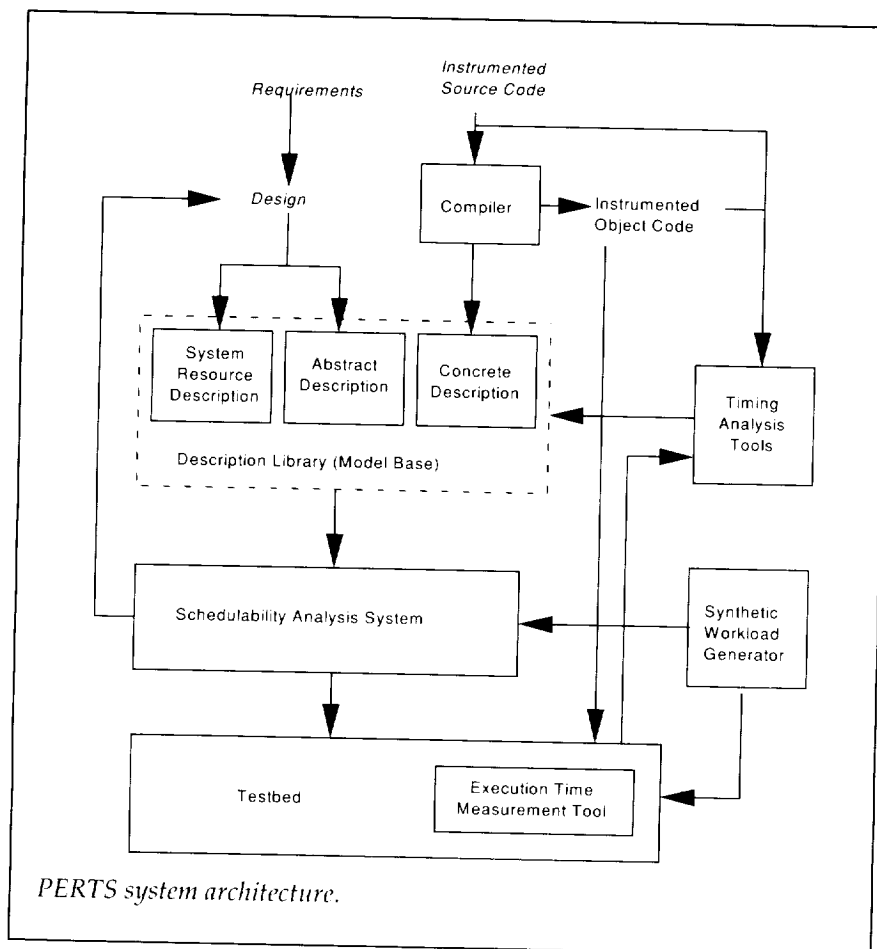 Requirements
Instrumented
Source Code
Design
Compiler
Instrumented
Object Code
System
Resource
Description
Abstract
Description
Concrete
Description
Timing
Analysis
Tools
Description Library (Model Base)
Schedulability Analysis System
Synthetic
Workload
Generator
Testbed
Execution Time
Measurement Tool
PERTS system architecture.